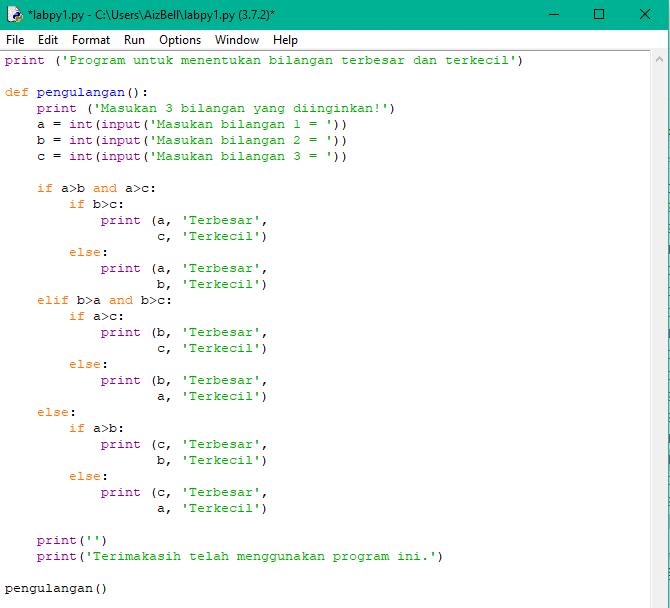 *labpy1.py - C:\Users\AizBell\labpy1.py (3.7.2)*
File Edit Format Run Options Window Help
print ('Program untuk menentukan bilangan terbesar dan terkecil')
def pengulangan():
    print ('Masukan 3 bilangan yang diinginkan!')
    a = int(input('Masukan bilangan 1 = '))
    b = int(input('Masukan bilangan 2 = '))
    c = int(input('Masukan bilangan 3 = '))
    if a>b and a>c:
        if b>c:
            print (a, 'Terbesar',
                   c, 'Terkecil')
        else:
            print (a, 'Terbesar',
                   b, 'Terkecil')
    elif b>a and b>c:
        if a>c:
            print (b, 'Terbesar',
                   c, 'Terkecil')
        else:
            print (b, 'Terbesar',
                   a, 'Terkecil')
    else:
        if a>b:
            print (c, 'Terbesar',
                   b, 'Terkecil')
        else:
            print (c, 'Terbesar',
                   a, 'Terkecil')
    print('')
    print('Terimakasih telah menggunakan program ini.')
pengulangan()